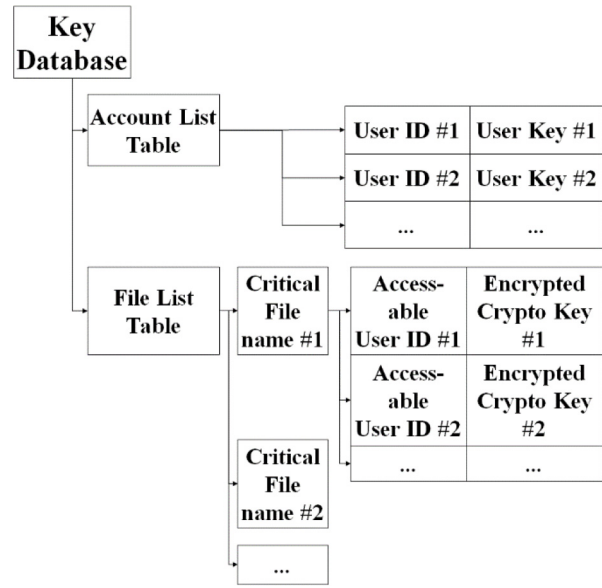 Key
Database
Account List
Table
User ID #1 User Key #1
User ID #2 User Key #2
... ...
File List
Table
Critical
File
name #1
Access-
able
User ID #1
Encrypted
Crypto Key
#1
Access-
able
User ID #2
Encrypted
Crypto Key
#2
... ...
Critical
File
name #2
...